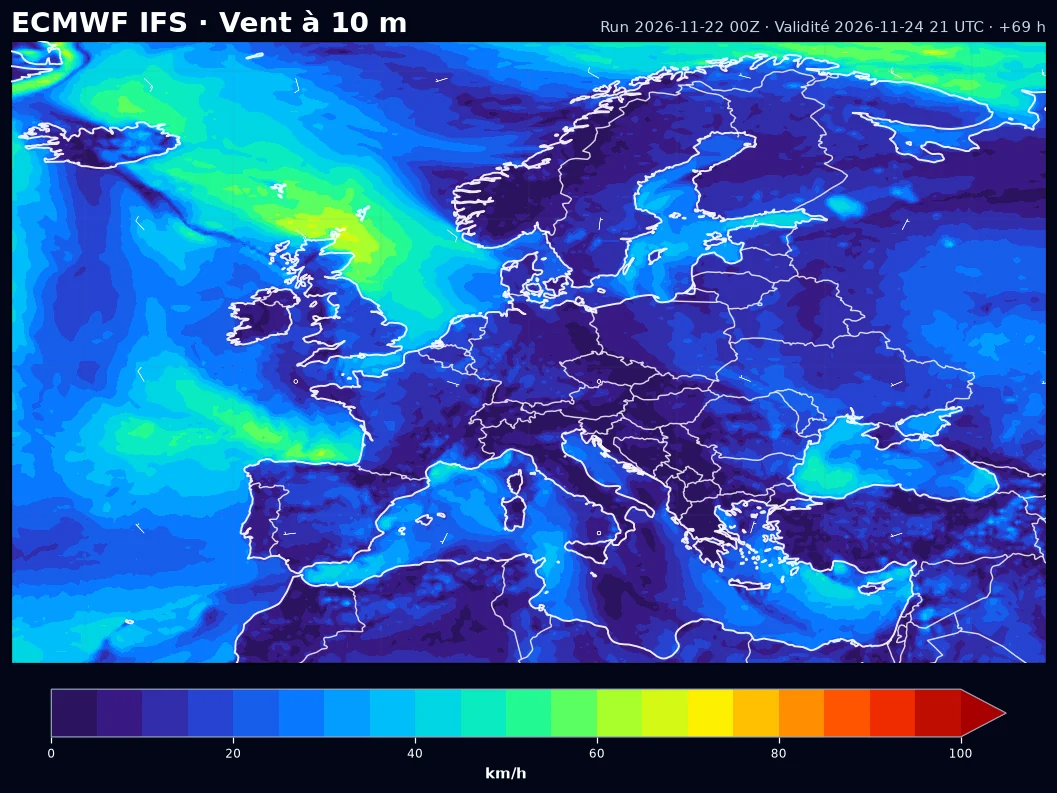 ECMWF IFS · Vent à 10 m
Run 2026-11-22 00Z · Validité 2026-11-24 21 UTC · +69 h
0 20 40 60 80 100
km/h